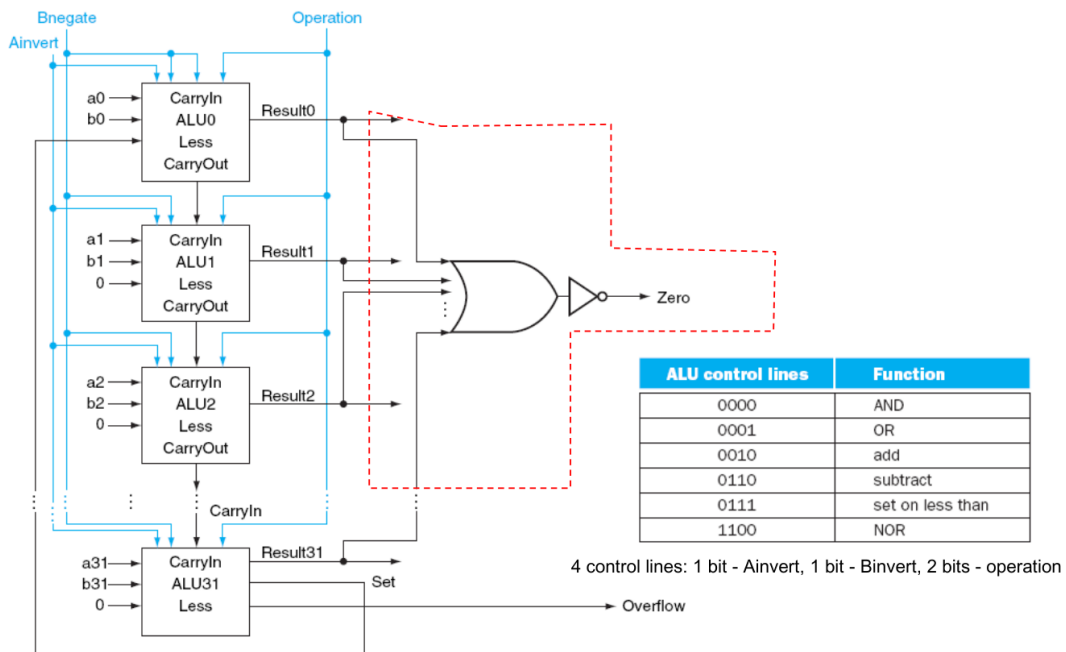 Bnegate
Operation
Ainvert
a0
b0
CarryIn
ALU0
Less
CarryOut
Result0
a1
b1
0
CarryIn
ALU1
Less
CarryOut
Result1
Zero
a2
b2
0
CarryIn
ALU2
Less
CarryOut
Result2
ALU control lines Function
0000 AND
0001 OR
0010 add
0110 subtract
0111 set on less than
1100 NOR
CarryIn
a31
b31
0
CarryIn
ALU31
Less
Result31
Set
Overflow
4 control lines: 1 bit - Ainvert, 1 bit - Binvert, 2 bits - operation